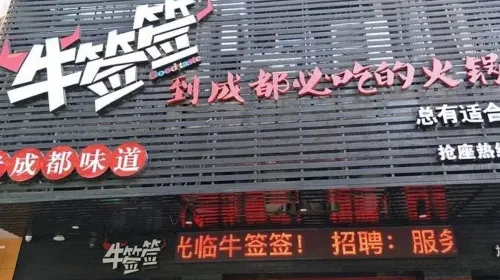 牛签签
Good taste
到成都必吃的火锅
总有适合
成都味道
抢座热线
光临牛签签! 招聘:服务
牛签签